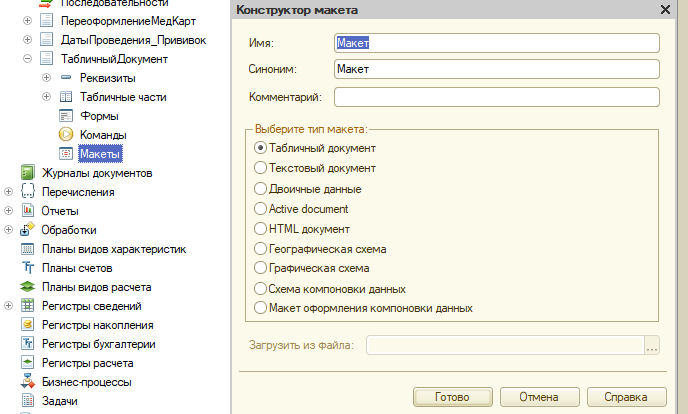 Последовательности
ПереоформлениеМедКарт
ДатыПроведения_Прививок
ТабличныйДокумент
Реквизиты
Табличные части
Формы
Команды
Макеты
Журналы документов
Перечисления
Отчеты
Обработки
Планы видов характеристик
Планы счетов
Планы видов расчета
Регистры сведений
Регистры накопления
Регистры бухгалтерии
Регистры расчета
Бизнес-процессы
Задачи
Конструктор макета
Имя: Макет
Синоним: Макет
Комментарий:
Выберите тип макета:
Табличный документ
Текстовый документ
Двоичные данные
Active document
HTML документ
Географическая схема
Графическая схема
Схема компоновки данных
Макет оформления компоновки данных
Загрузить из файла: ...
Готово Отмена Справка